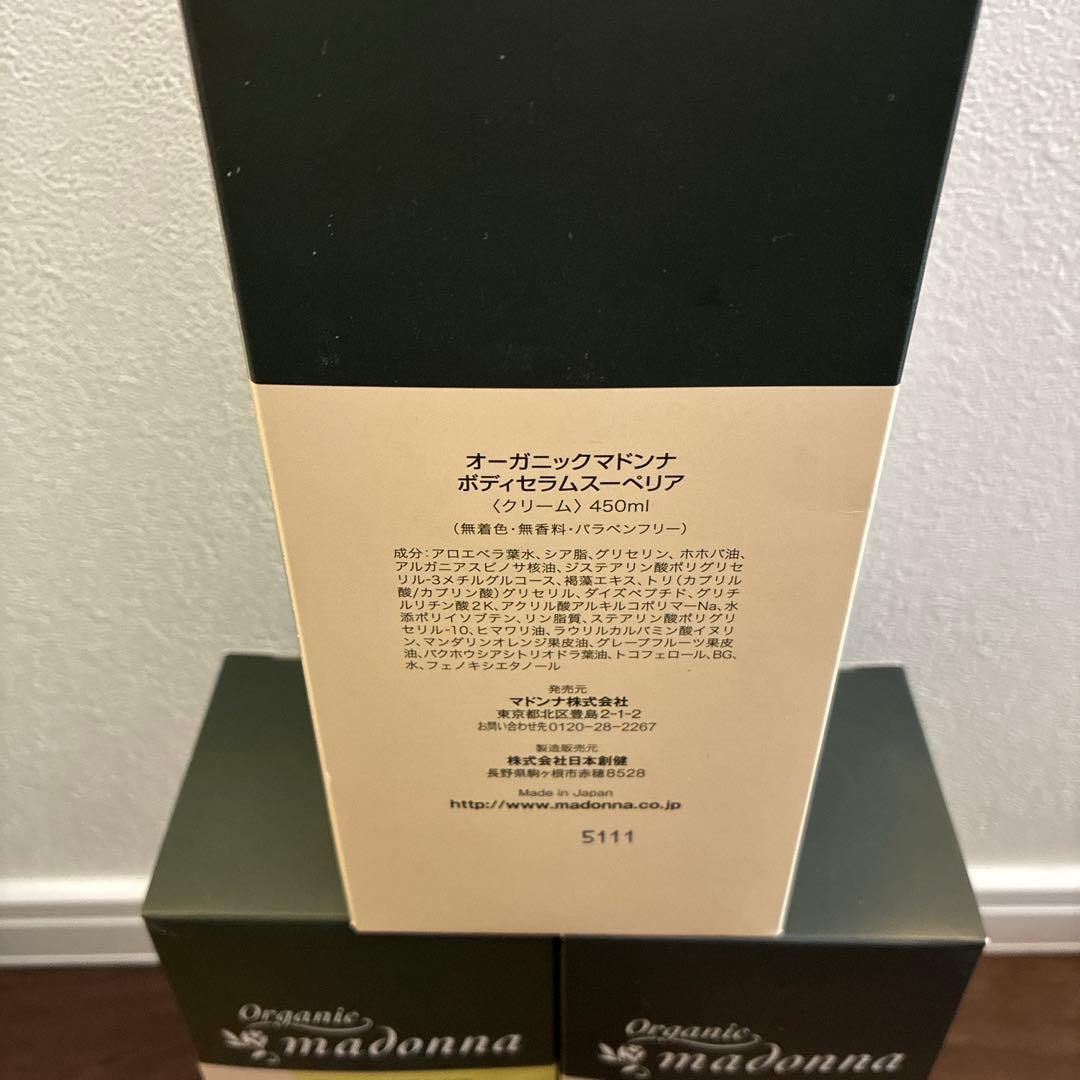 オーガニックマドンナ
ボディセラムスーペリア
〈クリーム〉450ml
(無着色・無香料・パラベンフリー)
成分:アロエベラ葉水、シア脂、グリセリン、ホホバ油、
アルガニアスピノサ核油、ジステアリン酸ポリグリセ
リル-3メチルグルコース、褐藻エキス、トリ(カプリル
酸/カプリン酸)グリセリル、ダイズペプチド、グリチ
ルリチン酸2K、アクリル酸アルキルコポリマーNa、水
添ポリイソブテン、リン脂質、ステアリン酸ポリグリ
セリル-10、ヒマワリ油、ラウリルカルバミン酸イヌリ
ン、マンダリンオレンジ果皮油、グレープフルーツ果皮
油、バクホウシアシトリオドラ葉油、トコフェロール、BG、
水、フェノキシエタノール
発売元
マドンナ株式会社
東京都北区豊島2-1-2
お問い合わせ先0120-28-2267
製造販売元
株式会社日本創健
長野県駒ヶ根市赤穂8528
Made in Japan
http://www.madonna.co.jp
5111
Organic
madonna
Organic
madonna